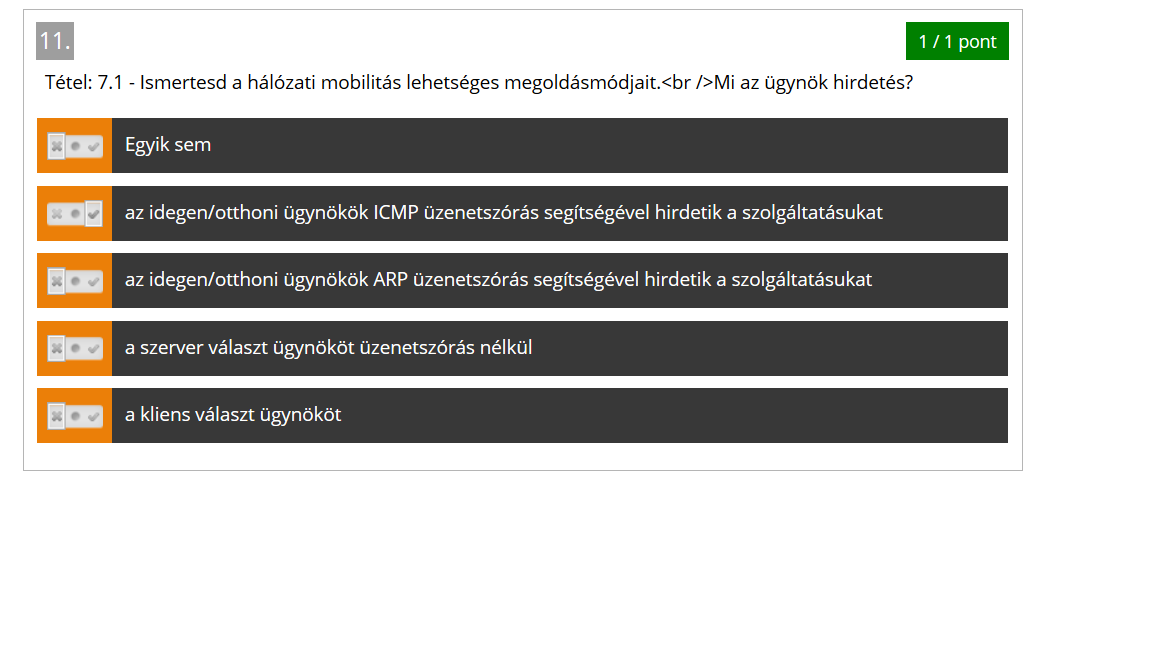 11.
1 / 1 pont
Tétel: 7.1 - Ismertesd a hálózati mobilitás lehetséges megoldásmódjait.<br />Mi az ügynök hirdetés?
Egyik sem
az idegen/otthoni ügynökök ICMP üzenetszórás segítségével hirdetik a szolgáltatásukat
az idegen/otthoni ügynökök ARP üzenetszórás segítségével hirdetik a szolgáltatásukat
a szerver választ ügynököt üzenetszórás nélkül
a kliens választ ügynököt